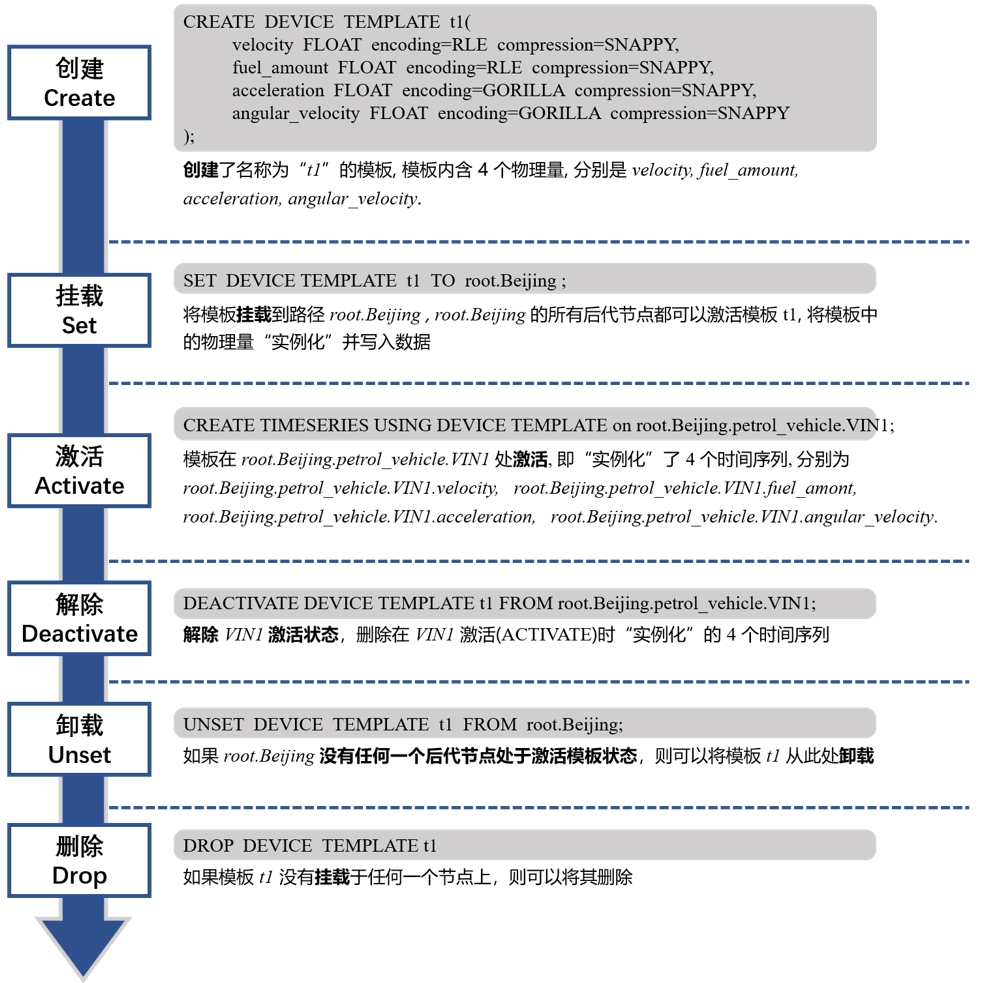 创建
Create
CREATE DEVICE TEMPLATE t1(
velocity FLOAT encoding=RLE compression=SNAPPY,
fuel_amount FLOAT encoding=RLE compression=SNAPPY,
acceleration FLOAT encoding=GORILLA compression=SNAPPY,
angular_velocity FLOAT encoding=GORILLA compression=SNAPPY
);
创建了名称为“t1”的模板, 模板内含 4 个物理量, 分别是 velocity, fuel_amount,
acceleration, angular_velocity.
挂载
Set
SET DEVICE TEMPLATE t1 TO root.Beijing ;
将模板挂载到路径 root.Beijing , root.Beijing 的所有后代节点都可以激活模板 t1, 将模板中
的物理量“实例化”并写入数据
激活
Activate
CREATE TIMESERIES USING DEVICE TEMPLATE on root.Beijing.petrol_vehicle.VIN1;
模板在 root.Beijing.petrol_vehicle.VIN1 处激活, 即“实例化”了 4 个时间序列, 分别为
root.Beijing.petrol_vehicle.VIN1.velocity, root.Beijing.petrol_vehicle.VIN1.fuel_amont,
root.Beijing.petrol_vehicle.VIN1.acceleration, root.Beijing.petrol_vehicle.VIN1.angular_velocity.
解除
Deactivate
DEACTIVATE DEVICE TEMPLATE t1 FROM root.Beijing.petrol_vehicle.VIN1;
解除 VIN1 激活状态，删除在 VIN1 激活(ACTIVATE)时“实例化”的 4 个时间序列
卸载
Unset
UNSET DEVICE TEMPLATE t1 FROM root.Beijing;
如果 root.Beijing 没有任何一个后代节点处于激活模板状态，则可以将模板 t1 从此处卸载
删除
Drop
DROP DEVICE TEMPLATE t1
如果模板 t1 没有挂载于任何一个节点上，则可以将其删除